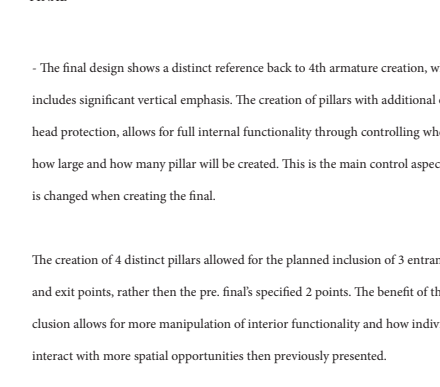 - The final design shows a distinct reference back to 4th armature creation,
includes significant vertical emphasis. The creation of pillars with additional
head protection, allows for full internal functionality through controlling
how large and how many pillar will be created. This is the main control
is changed when creating the final.
The creation of 4 distinct pillars allowed for the planned inclusion of 3
and exit points, rather then the pre. final's specified 2 points. The benefit of
clusion allows for more manipulation of interior functionality and how
interact with more spatial opportunities then previously presented.